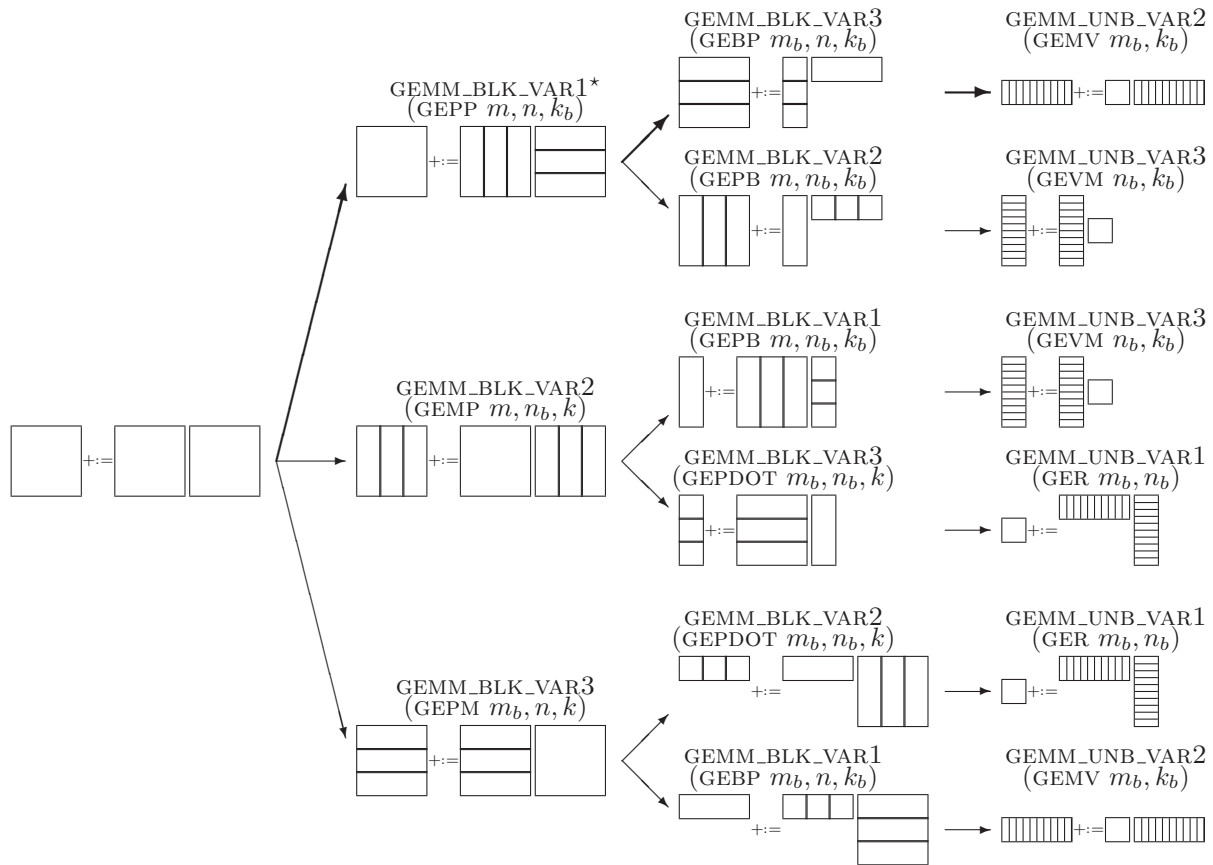 GEMM_BLK_VAR3
(GEBP m_b, n, k_b)
+:=
GEMM_UNB_VAR2
(GEMV m_b, k_b)
+:=
GEMM_BLK_VAR1⋆
(GEPP m, n, k_b)
+:=
GEMM_BLK_VAR2
(GEPB m, n_b, k_b)
+:=
GEMM_UNB_VAR3
(GEVM n_b, k_b)
+:=
GEMM_BLK_VAR1
(GEPB m, n_b, k_b)
+:=
GEMM_UNB_VAR3
(GEVM n_b, k_b)
+:=
+:=
GEMM_BLK_VAR2
(GEMP m, n_b, k)
+:=
GEMM_BLK_VAR3
(GEPDOT m_b, n_b, k)
+:=
GEMM_UNB_VAR1
(GER m_b, n_b)
+:=
GEMM_BLK_VAR2
(GEPDOT m_b, n_b, k)
+:=
GEMM_UNB_VAR1
(GER m_b, n_b)
+:=
GEMM_BLK_VAR3
(GEPM m_b, n, k)
+:=
GEMM_BLK_VAR1
(GEBP m_b, n, k_b)
+:=
GEMM_UNB_VAR2
(GEMV m_b, k_b)
+:=